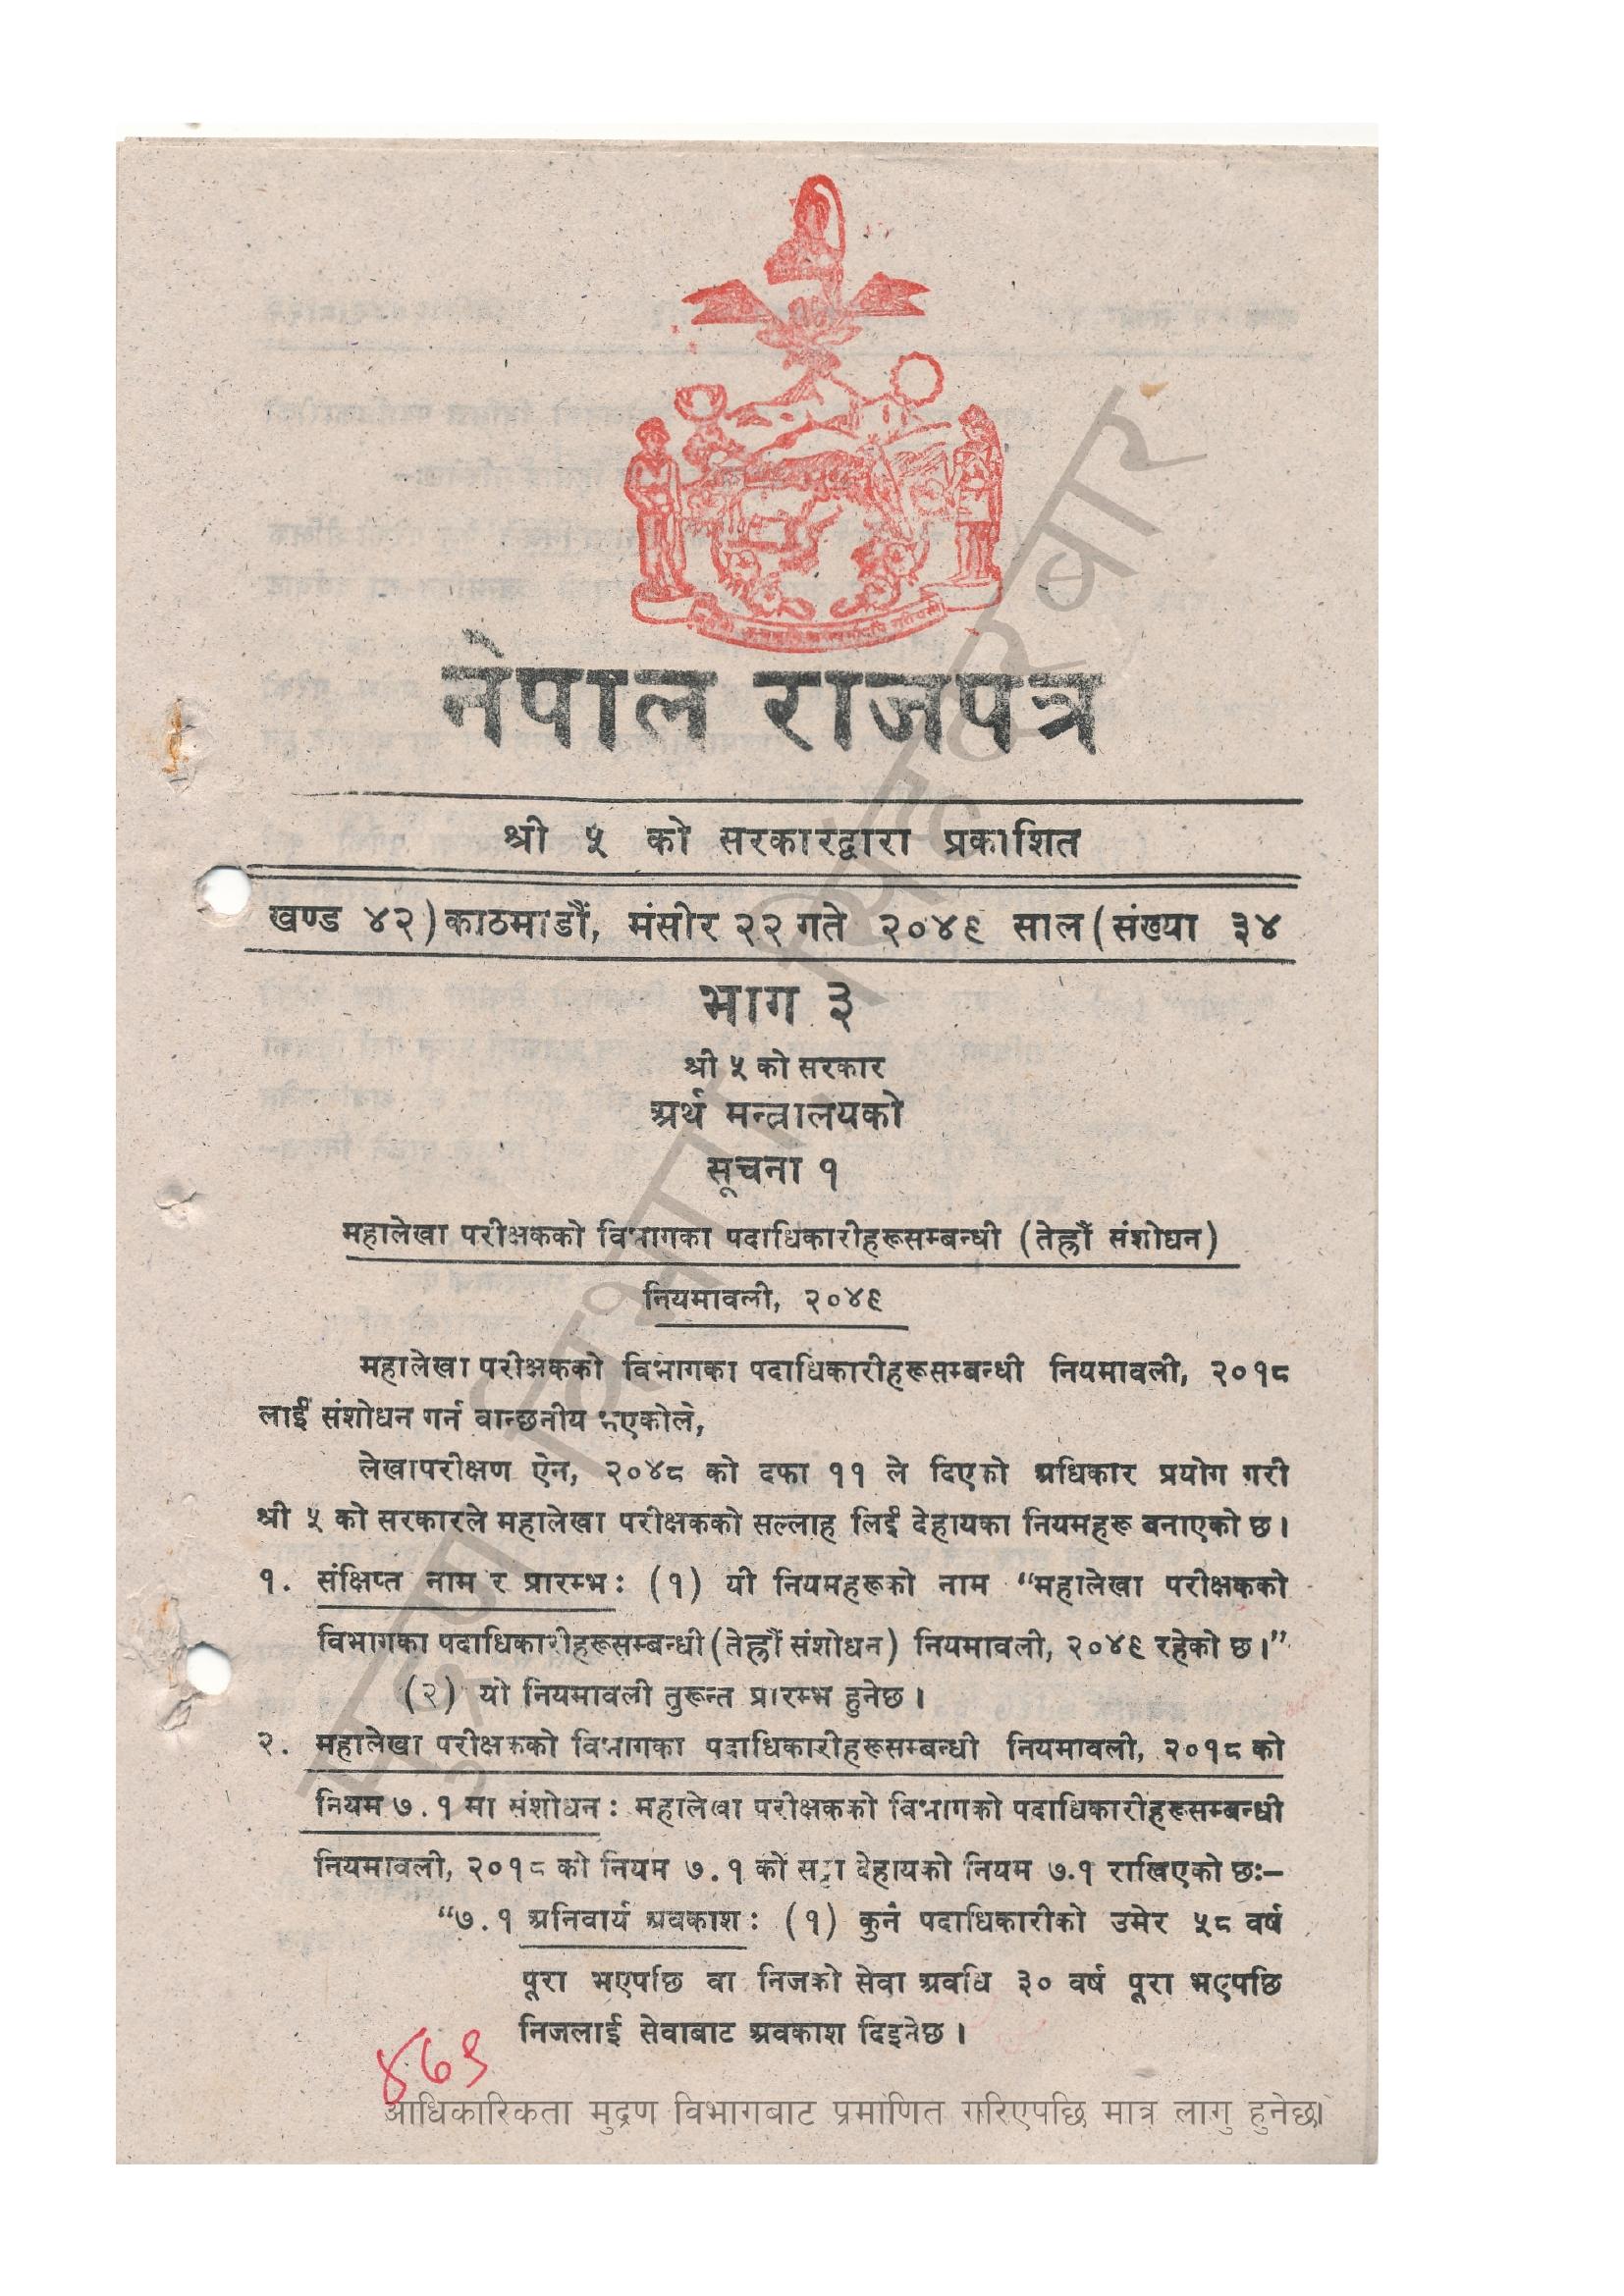 नेपाल राजपत्र
श्री ५ को सरकारद्वारा प्रकाशित
खण्ड ४२) काठमाडौं, मंसीर २२ गते २०४९ साल (संख्या ३४
भाग ३
श्री ५ को सरकार
अर्थ मन्त्रालयको
सूचना १
महालेखा परीक्षकको विभागका पदाधिकारीहरूसम्बन्धी (तेह्रौं संशोधन)
नियमावली, २०४९
महालेखा परीक्षकको विभागका पदाधिकारीहरूसम्बन्धी नियमावली, २०१८
लाई संशोधन गर्न वान्छनीय भएकोले,
लेखापरीक्षण ऐन, २०४८ को दफा ११ ले दिएको अधिकार प्रयोग गरी
श्री ५ को सरकारले महालेखा परीक्षकको सल्लाह लिई देहायका नियमहरू बनाएको छ।
१. संक्षिप्त नाम र प्रारम्भ: (१) यी नियमहरूको नाम “महालेखा परीक्षकको
विभागका पदाधिकारीहरूसम्बन्धी (तेह्रौं संशोधन) नियमावली, २०४९ रहेको छ।”
(२) यो नियमावली तुरून्त प्रारम्भ हुनेछ।
२. महालेखा परीक्षकको विभागका पदाधिकारीहरूसम्बन्धी नियमावली, २०१८ को
नियम ७.१ मा संशोधन: महालेखा परीक्षकको विभागको पदाधिकारीहरूसम्बन्धी
नियमावली, २०१८ को नियम ७.१ को सट्टा देहायको नियम ७.१ राखिएको छ:–
“७.१ अनिवार्य अवकाश: (१) कुनै पदाधिकारीको उमेर ५८ वर्ष
पूरा भएपछि वा निजको सेवा अवधि ३० वर्ष पूरा भएपछि
निजलाई सेवाबाट अवकाश दिइनेछ।
आधिकारिकता मुद्रण विभागबाट प्रमाणित गरिएपछि मात्र लागु हुनेछ।
मुद्रण विभाग, सिंहदरवार